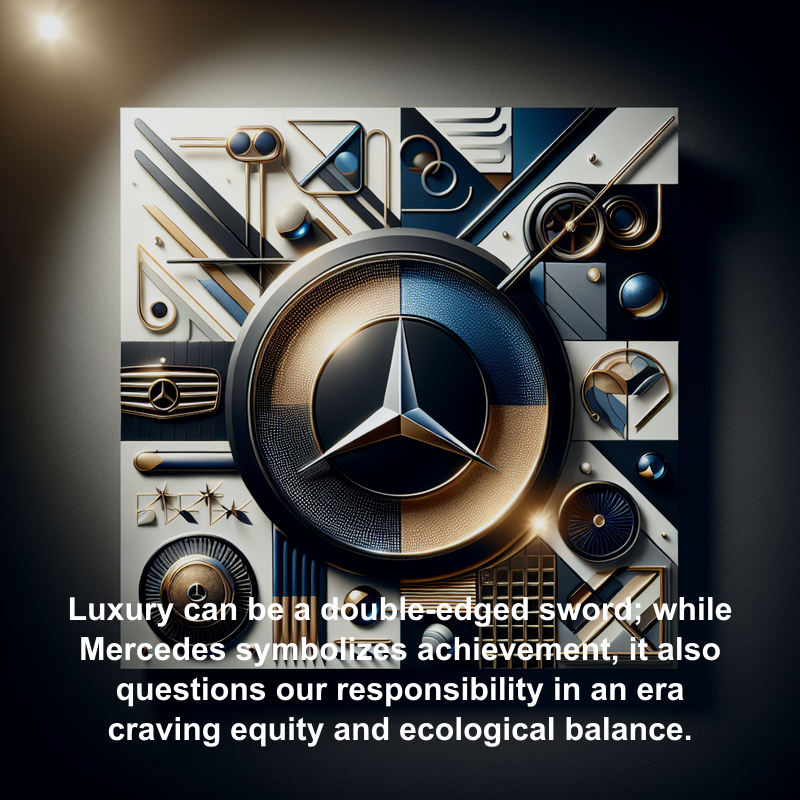 Luxury can be a double-edged sword; while
Mercedes symbolizes achievement, it also
questions our responsibility in an era
craving equity and ecological balance.